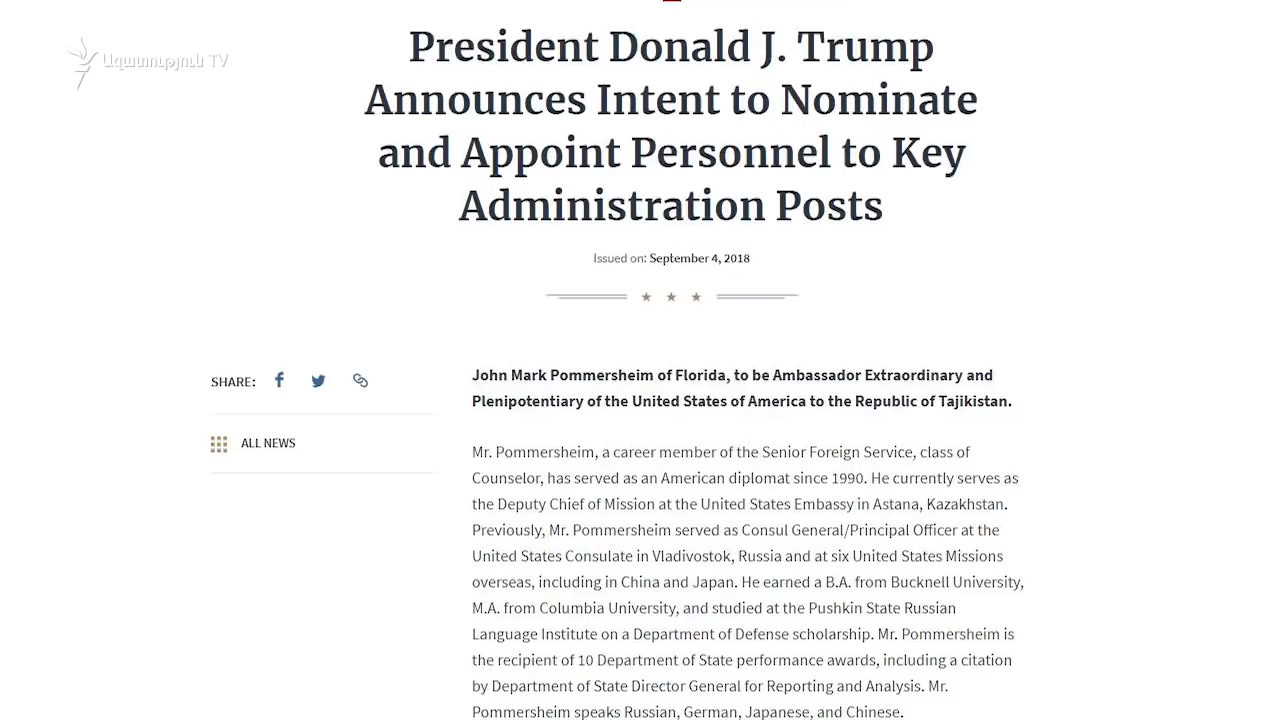 Ազատություն TV
President Donald J. Trump
Announces Intent to Nominate
and Appoint Personnel to Key
Administration Posts
Issued on: September 4, 2018
SHARE:
ALL NEWS
John Mark Pommersheim of Florida, to be Ambassador Extraordinary and
Plenipotentiary of the United States of America to the Republic of Tajikistan.
Mr. Pommersheim, a career member of the Senior Foreign Service, class of
Counselor, has served as an American diplomat since 1990. He currently serves as
the Deputy Chief of Mission at the United States Embassy in Astana, Kazakhstan.
Previously, Mr. Pommersheim served as Consul General/Principal Officer at the
United States Consulate in Vladivostok, Russia and at six United States Missions
overseas, including in China and Japan. He earned a B.A. from Bucknell University,
M.A. from Columbia University, and studied at the Pushkin State Russian
Language Institute on a Department of Defense scholarship. Mr. Pommersheim is
the recipient of 10 Department of State performance awards, including a citation
by Department of State Director General for Reporting and Analysis. Mr.
Pommersheim speaks Russian, German, Japanese, and Chinese.